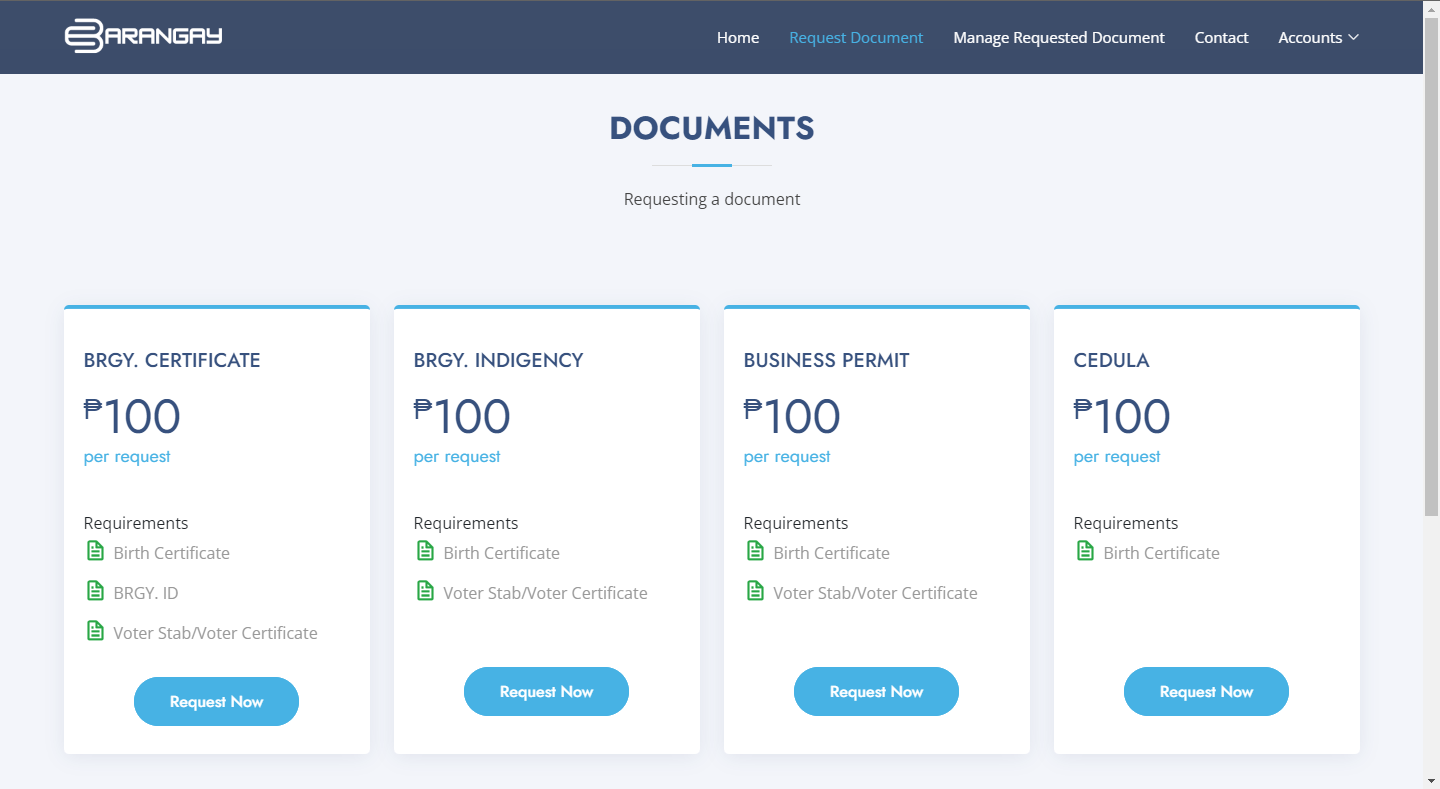 BARANGAY
Home Request Document Manage Requested Document Contact Accounts
DOCUMENTS
Requesting a document
BRGY. CERTIFICATE
₱100
per request
Requirements
Birth Certificate
BRGY. ID
Voter Stab/Voter Certificate
Request Now
BRGY. INDIGENCY
₱100
per request
Requirements
Birth Certificate
Voter Stab/Voter Certificate
Request Now
BUSINESS PERMIT
₱100
per request
Requirements
Birth Certificate
Voter Stab/Voter Certificate
Request Now
CEDULA
₱100
per request
Requirements
Birth Certificate
Request Now